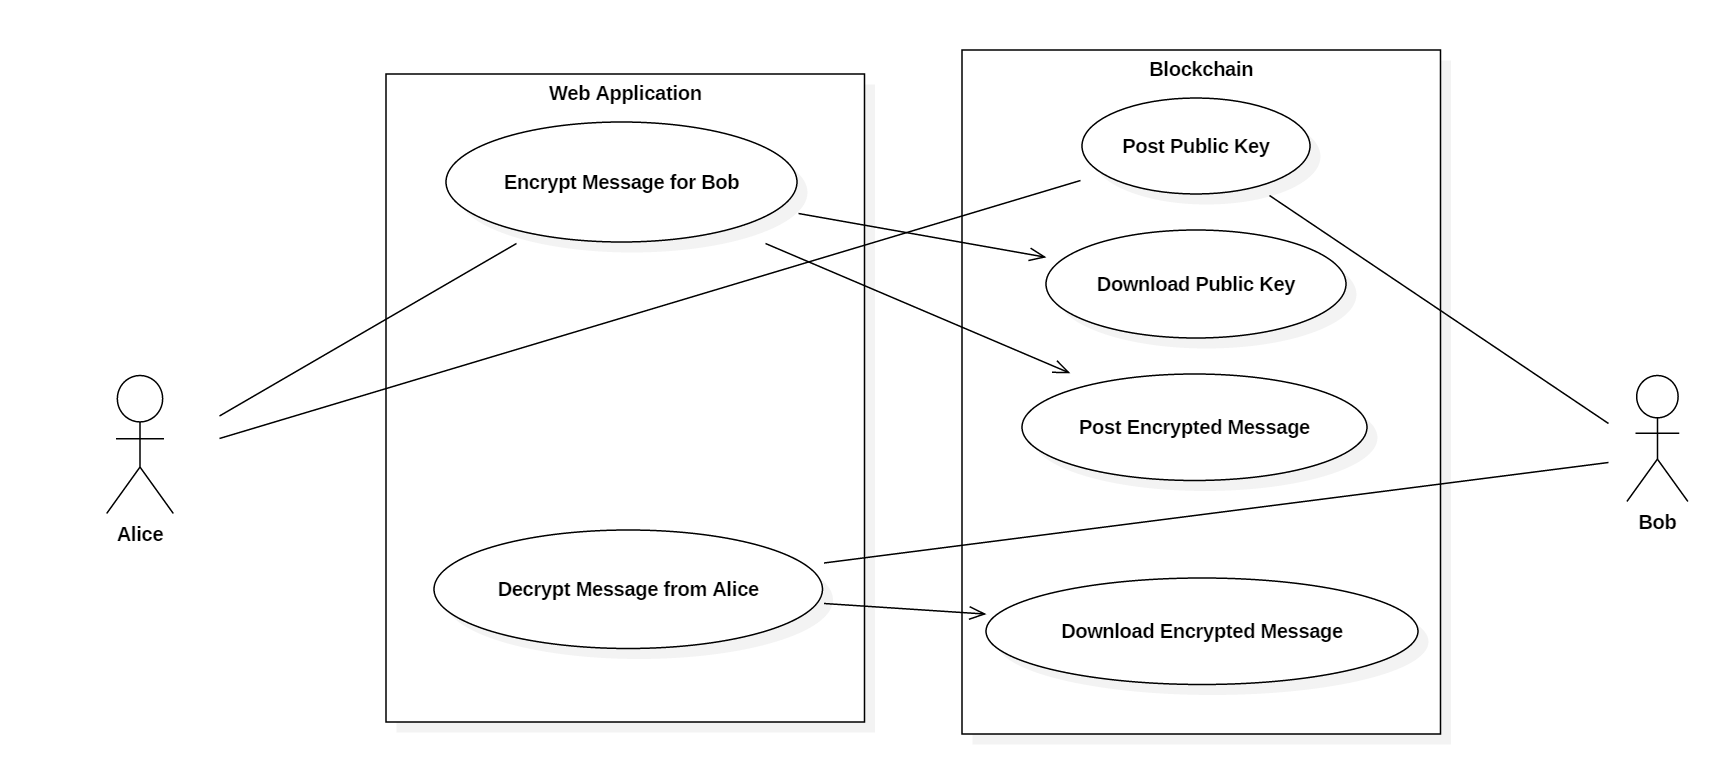 Web Application
Encrypt Message for Bob
Decrypt Message from Alice
Blockchain
Post Public Key
Download Public Key
Post Encrypted Message
Download Encrypted Message
Alice
Bob